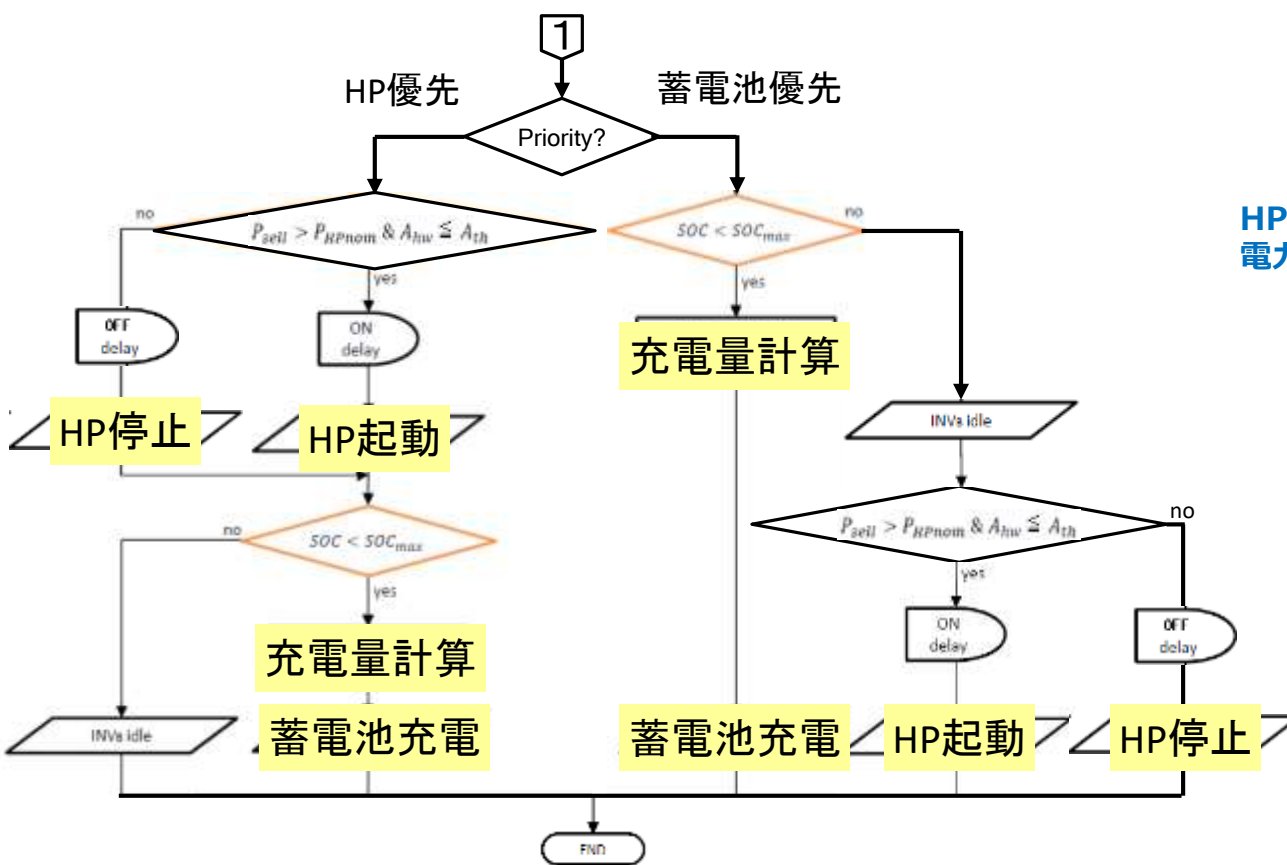 1
HP優先
蓄電池優先
Priority?
no
P_sell > P_HPnom & A_hw ≦ A_th
yes
SOC < SOC_max
no
yes
HP
OFF
delay
ON
delay
充電量計算
HP停止
HP起動
INVs idle
no
SOC < SOC_max
yes
P_sell > P_HPnom & A_hw ≦ A_th
no
yes
ON
delay
OFF
delay
充電量計算
INVs idle
蓄電池充電
蓄電池充電
HP起動
HP停止
END